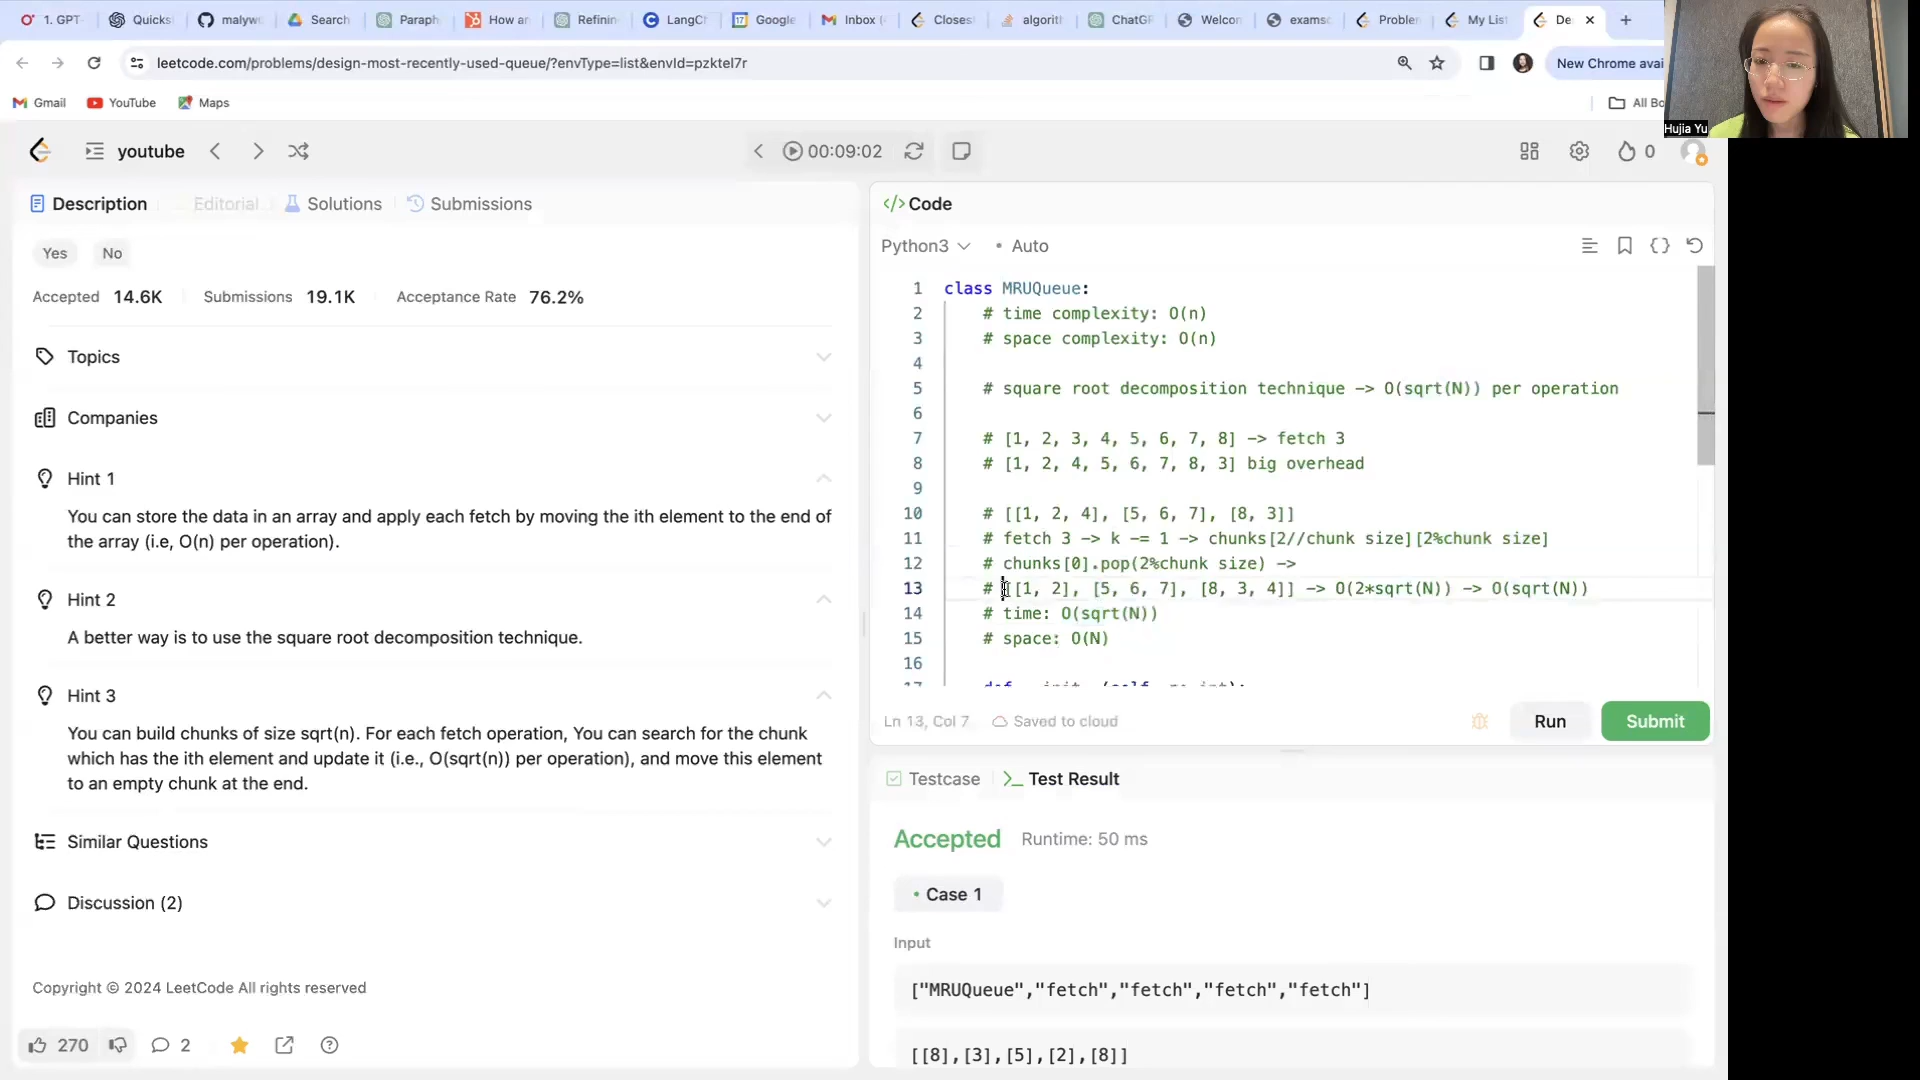 1. GPT-
Quicks
malyw
Search
Paraph
How ar
Refinin
LangC
Google
Inbox (
Closes
algorit
ChatGP
Welcon
examsc
Probler
My List
De
leetcode.com/problems/design-most-recently-used-queue/?envType=list&envId=pzktel7r
New Chrome avai
Gmail
YouTube
Maps
All Bo
Hujia Yu
youtube
00:09:02
0
Description
Editorial
Solutions
Submissions
Yes
No
Accepted 14.6K
Submissions 19.1K
Acceptance Rate 76.2%
Topics
Companies
Hint 1
You can store the data in an array and apply each fetch by moving the ith element to the end of
the array (i.e, O(n) per operation).
Hint 2
A better way is to use the square root decomposition technique.
Hint 3
You can build chunks of size sqrt(n). For each fetch operation, You can search for the chunk
which has the ith element and update it (i.e., O(sqrt(n)) per operation), and move this element
to an empty chunk at the end.
Similar Questions
Discussion (2)
Copyright © 2024 LeetCode All rights reserved
270
2
</> Code
Python3
• Auto
1 class MRUQueue:
2 # time complexity: O(n)
3 # space complexity: O(n)
4
5 # square root decomposition technique -> O(sqrt(N)) per operation
6
7 # [1, 2, 3, 4, 5, 6, 7, 8] -> fetch 3
8 # [1, 2, 4, 5, 6, 7, 8, 3] big overhead
9
10 # [[1, 2, 4], [5, 6, 7], [8, 3]]
11 # fetch 3 -> k -= 1 -> chunks[2//chunk size][2%chunk size]
12 # chunks[0].pop(2%chunk size) ->
13 # [[1, 2], [5, 6, 7], [8, 3, 4]] -> O(2*sqrt(N)) -> O(sqrt(N))
14 # time: O(sqrt(N))
15 # space: O(N)
16
Ln 13, Col 7
Saved to cloud
Run
Submit
Testcase
Test Result
Accepted
Runtime: 50 ms
• Case 1
Input
["MRUQueue","fetch","fetch","fetch","fetch"]
[[8],[3],[5],[2],[8]]